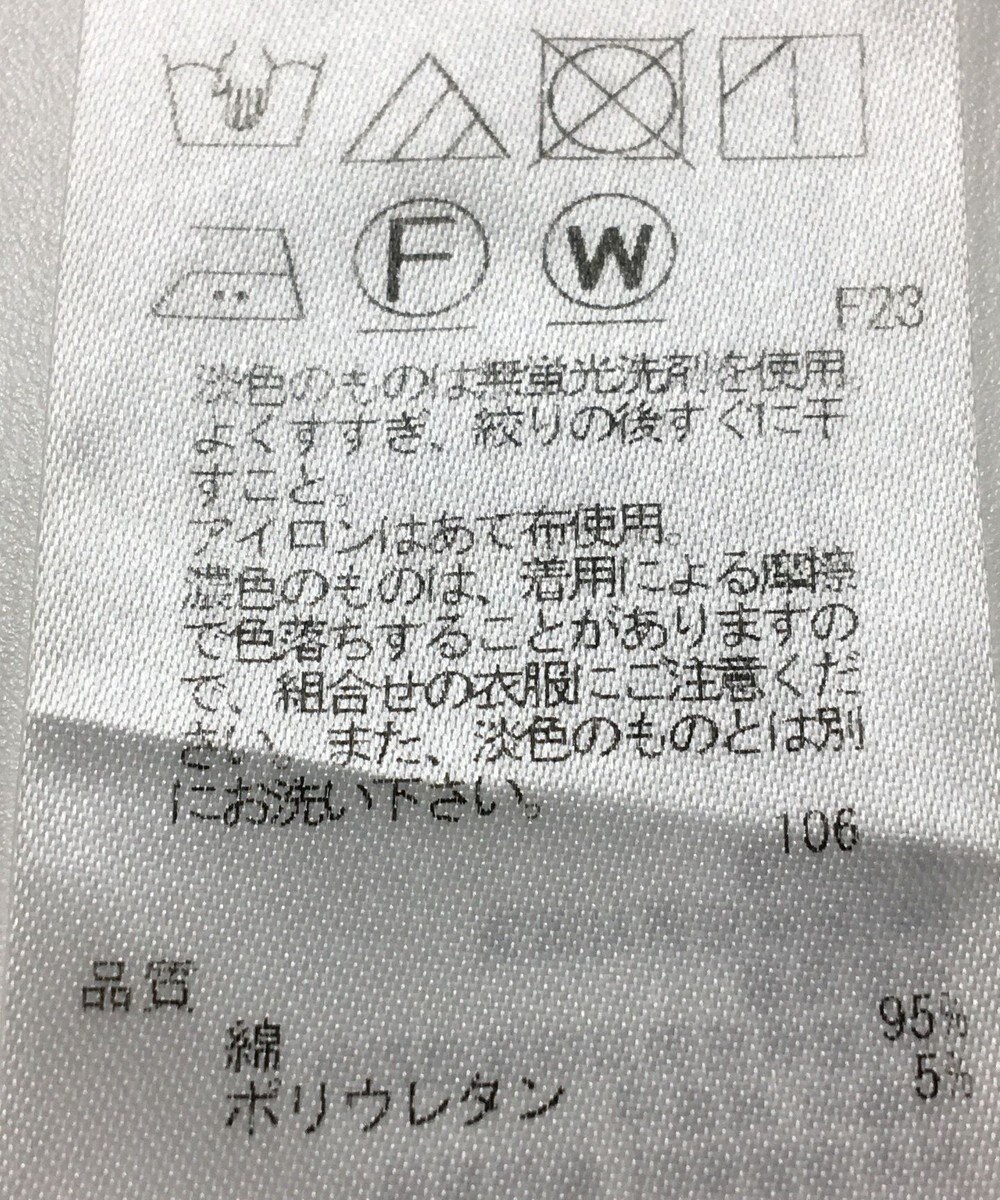 F
W
F23
淡色のものは無蛍光洗剤を使用。
よくすすぎ、絞りの後すぐに干
すこと。
アイロンはあて布使用。
濃色のものは、着用による摩擦
で色落ちすることがありますの
で、組合せの衣服にご注意くだ
さい。また、淡色のものとは別
にお洗い下さい。
106
品質
綿 95%
ポリウレタン 5%